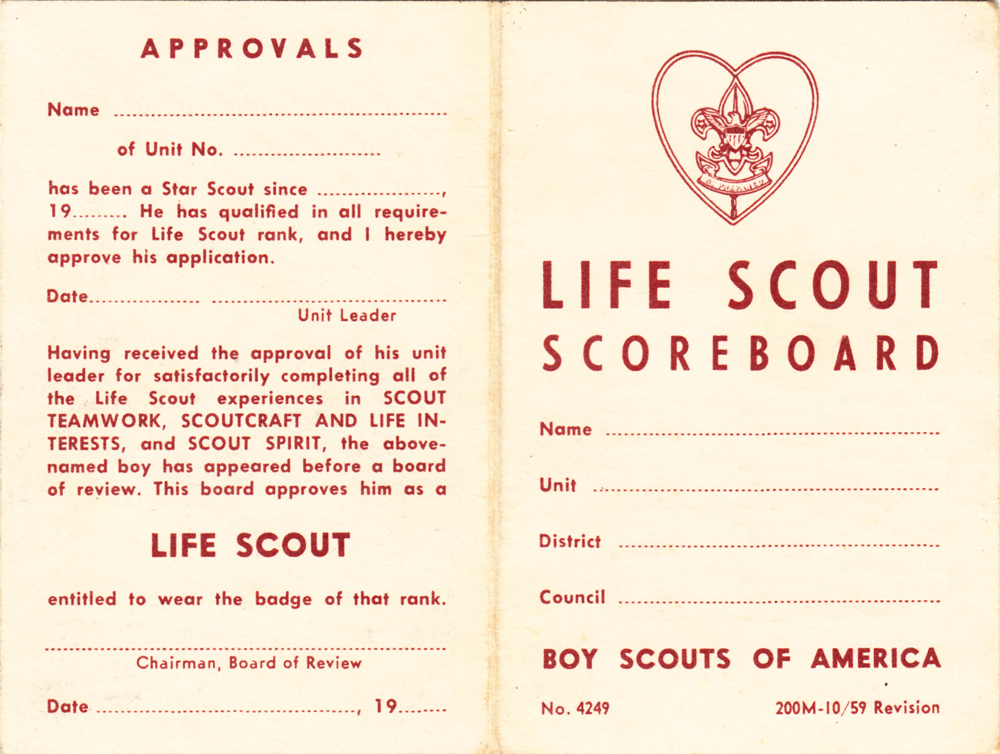 APPROVALS
Name ................................................
of Unit No. .....................
has been a Star Scout since ..................,
19......... He has qualified in all require-
ments for Life Scout rank, and I hereby
approve his application.
Date................ ..................................
Unit Leader
Having received the approval of his unit
leader for satisfactorily completing all of
the Life Scout experiences in SCOUT
TEAMWORK, SCOUTCRAFT AND LIFE IN-
TERESTS, and SCOUT SPIRIT, the above-
named boy has appeared before a board
of review. This board approves him as a
LIFE SCOUT
entitled to wear the badge of that rank.
..........................................................
Chairman, Board of Review
Date ......................................, 19........
LIFE SCOUT
SCOREBOARD
Name ................................................
Unit ..................................................
District ..............................................
Council ..............................................
BOY SCOUTS OF AMERICA
No. 4249
200M-10/59 Revision